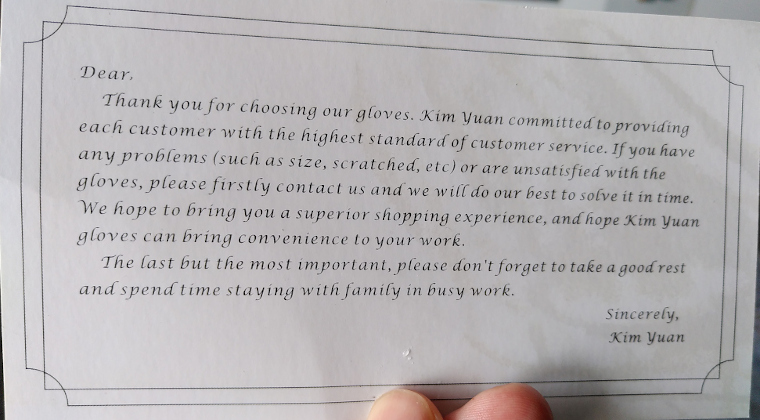 Dear,
Thank you for choosing our gloves. Kim Yuan committed to providing
each customer with the highest standard of customer service. If you have
any problems (such as size, scratched, etc) or are unsatisfied with the
gloves, please firstly contact us and we will do our best to solve it in time.
We hope to bring you a superior shopping experience, and hope Kim Yuan
gloves can bring convenience to your work.
The last but the most important, please don't forget to take a good rest
and spend time staying with family in busy work.
Sincerely,
Kim Yuan